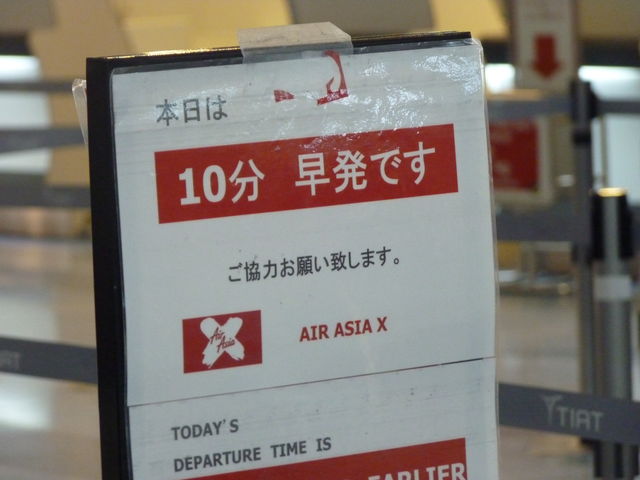 本日は
10分 早発です
ご協力お願い致します。
Air
Asia
X
AIR ASIA X
TODAY'S
DEPARTURE TIME IS
EARLIER
TIAT